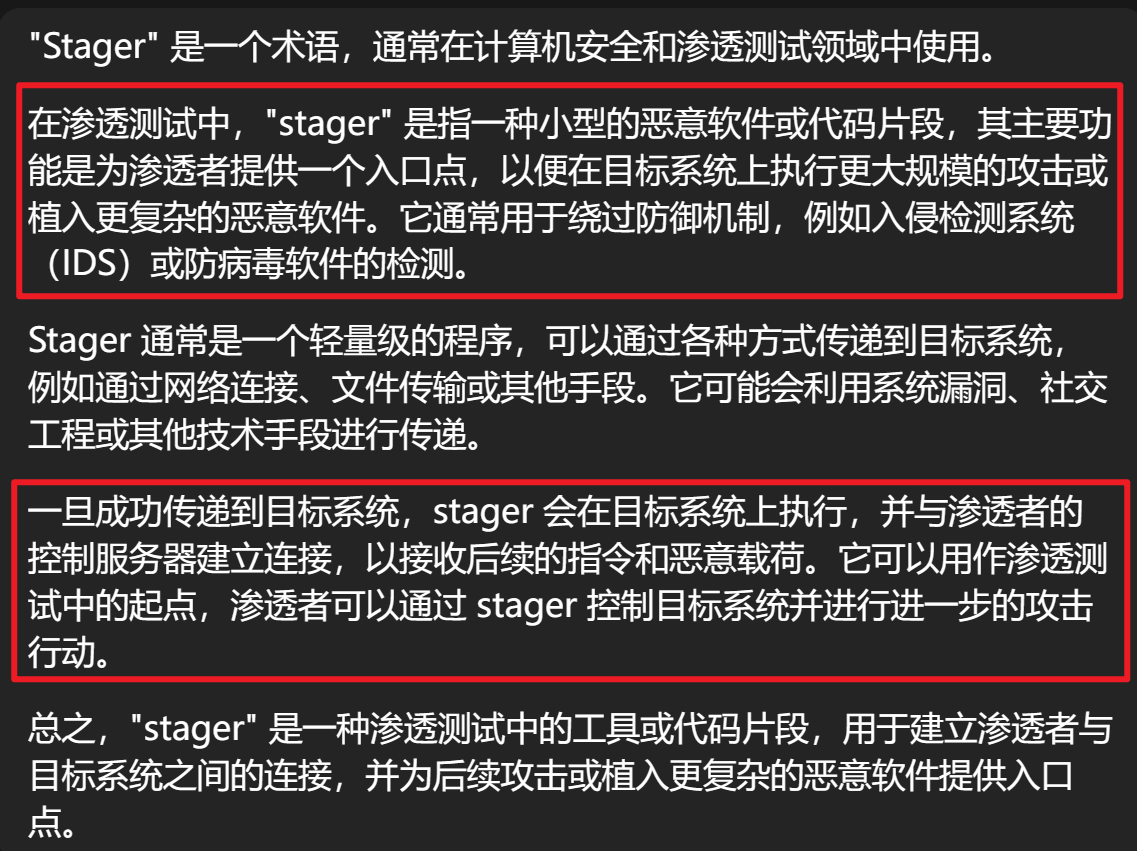 "Stager" 是一个术语，通常在计算机安全和渗透测试领域中使用。
在渗透测试中，"stager" 是指一种小型的恶意软件或代码片段，其主要功
能是为渗透者提供一个入口点，以便在目标系统上执行更大规模的攻击或
植入更复杂的恶意软件。它通常用于绕过防御机制，例如入侵检测系统
（IDS）或防病毒软件的检测。
Stager 通常是一个轻量级的程序，可以通过各种方式传递到目标系统，
例如通过网络连接、文件传输或其他手段。它可能会利用系统漏洞、社交
工程或其他技术手段进行传递。
一旦成功传递到目标系统，stager 会在目标系统上执行，并与渗透者的
控制服务器建立连接，以接收后续的指令和恶意载荷。它可以用作渗透测
试中的起点，渗透者可以通过 stager 控制目标系统并进行进一步的攻击
行动。
总之，"stager" 是一种渗透测试中的工具或代码片段，用于建立渗透者与
目标系统之间的连接，并为后续攻击或植入更复杂的恶意软件提供入口
点。